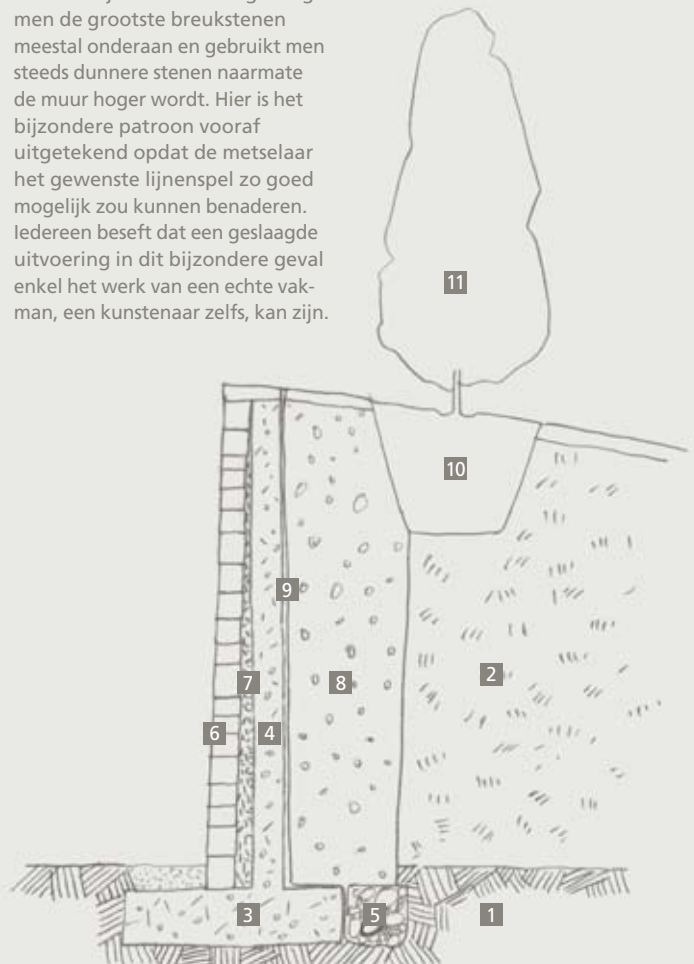 men de grootste breukstenen
meestal onderaan en gebruikt men
steeds dunnere stenen naarmate
de muur hoger wordt. Hier is het
bijzondere patroon vooraf
uitgetekend opdat de metselaar
het gewenste lijnenspel zo goed
mogelijk zou kunnen benaderen.
Iedereen beseft dat een geslaagde
uitvoering in dit bijzondere geval
enkel het werk van een echte vak-
man, een kunstenaar zelfs, kan zijn.
11
10
9
2
7
8
6
4
3
5
1